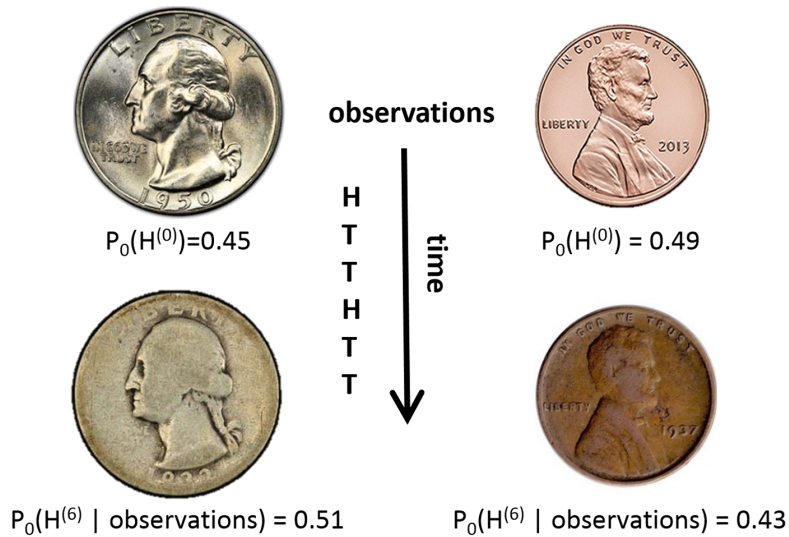 LIBERTY
IN GOD WE
TRUST
1950
P₀(H⁽⁰⁾)=0.45
observations
H
T
T
H
T
T
time
IN GOD WE TRUST
LIBERTY
2013
P₀(H⁽⁰⁾) = 0.49
LIBERTY
P₀(H⁽⁶⁾ | observations) = 0.51
IN GOD WE TRUST
LIBERTY
1937
P₀(H⁽⁶⁾ | observations) = 0.43